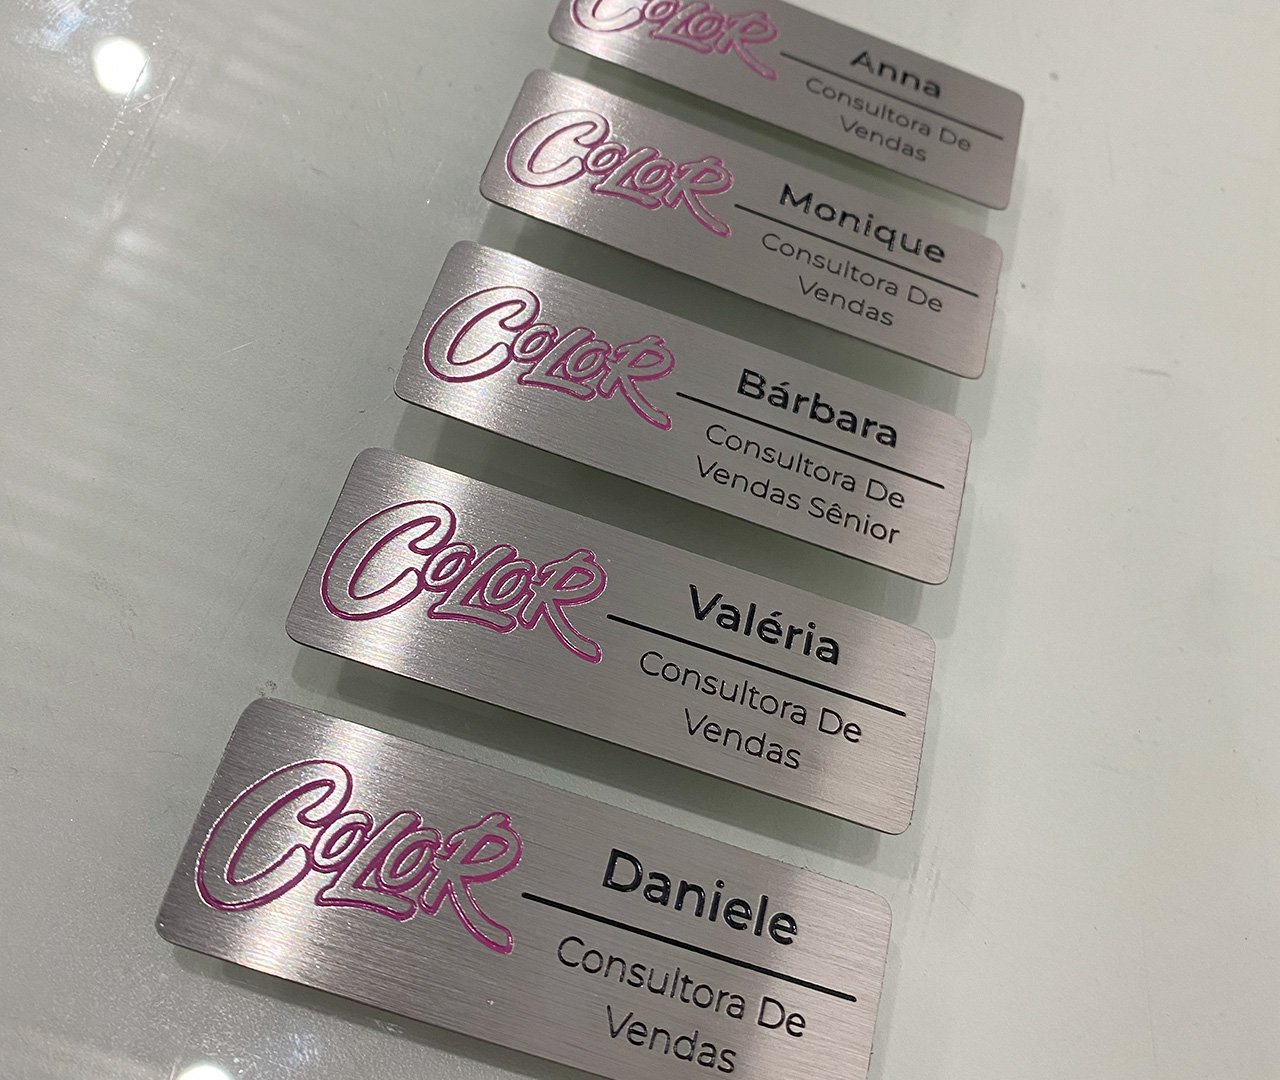 COLOR
Anna
Consultora De
Vendas
COLOR
Monique
Consultora De
Vendas
COLOR
Bárbara
Consultora De
Vendas Sênior
COLOR
Valéria
Consultora De
Vendas
COLOR
Daniele
Consultora De
Vendas